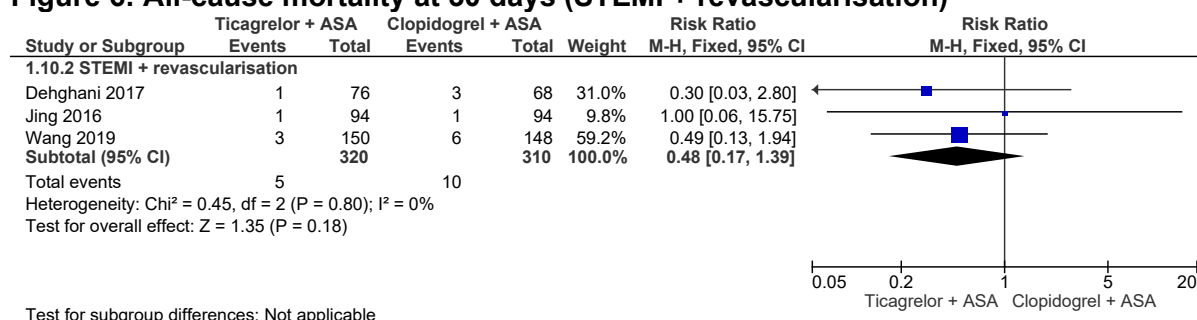 Figure 6: All-cause mortality at 30 days (STEMI + revascularisation)
Ticagrelor + ASA Clopidogrel + ASA Risk Ratio Risk Ratio
Study or Subgroup Events Total Events Total Weight M-H, Fixed, 95% CI M-H, Fixed, 95% CI
1.10.2 STEMI + revascularisation
Dehghani 2017 1 76 3 68 31.0% 0.30 [0.03, 2.80]
Jing 2016 1 94 1 94 9.8% 1.00 [0.06, 15.75]
Wang 2019 3 150 6 148 59.2% 0.49 [0.13, 1.94]
Subtotal (95% CI) 320 310 100.0% 0.48 [0.17, 1.39]
Total events 5 10
Heterogeneity: Chi² = 0.45, df = 2 (P = 0.80); I² = 0%
Test for overall effect: Z = 1.35 (P = 0.18)
0.05 0.2 1 5 20
Ticagrelor + ASA Clopidogrel + ASA
Test for subgroup differences: Not applicable